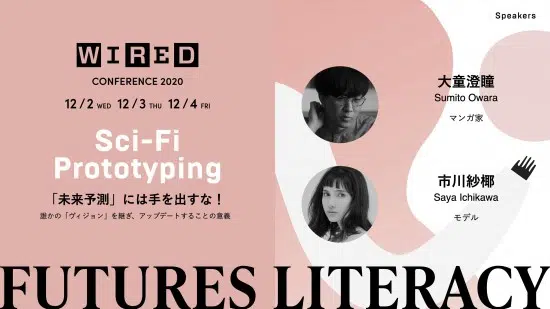 WIRED
CONFERENCE 2020
12/2 WED 12/3 THU 12/4 FRI
Sci-Fi
Prototyping
「未来予測」には手を出すな！
誰かの「ヴィジョン」を継ぎ、アップデートすることの意義
Speakers
大童澄瞳
Sumito Owara
マンガ家
市川紗椰
Saya Ichikawa
モデル
FUTURES LITERACY